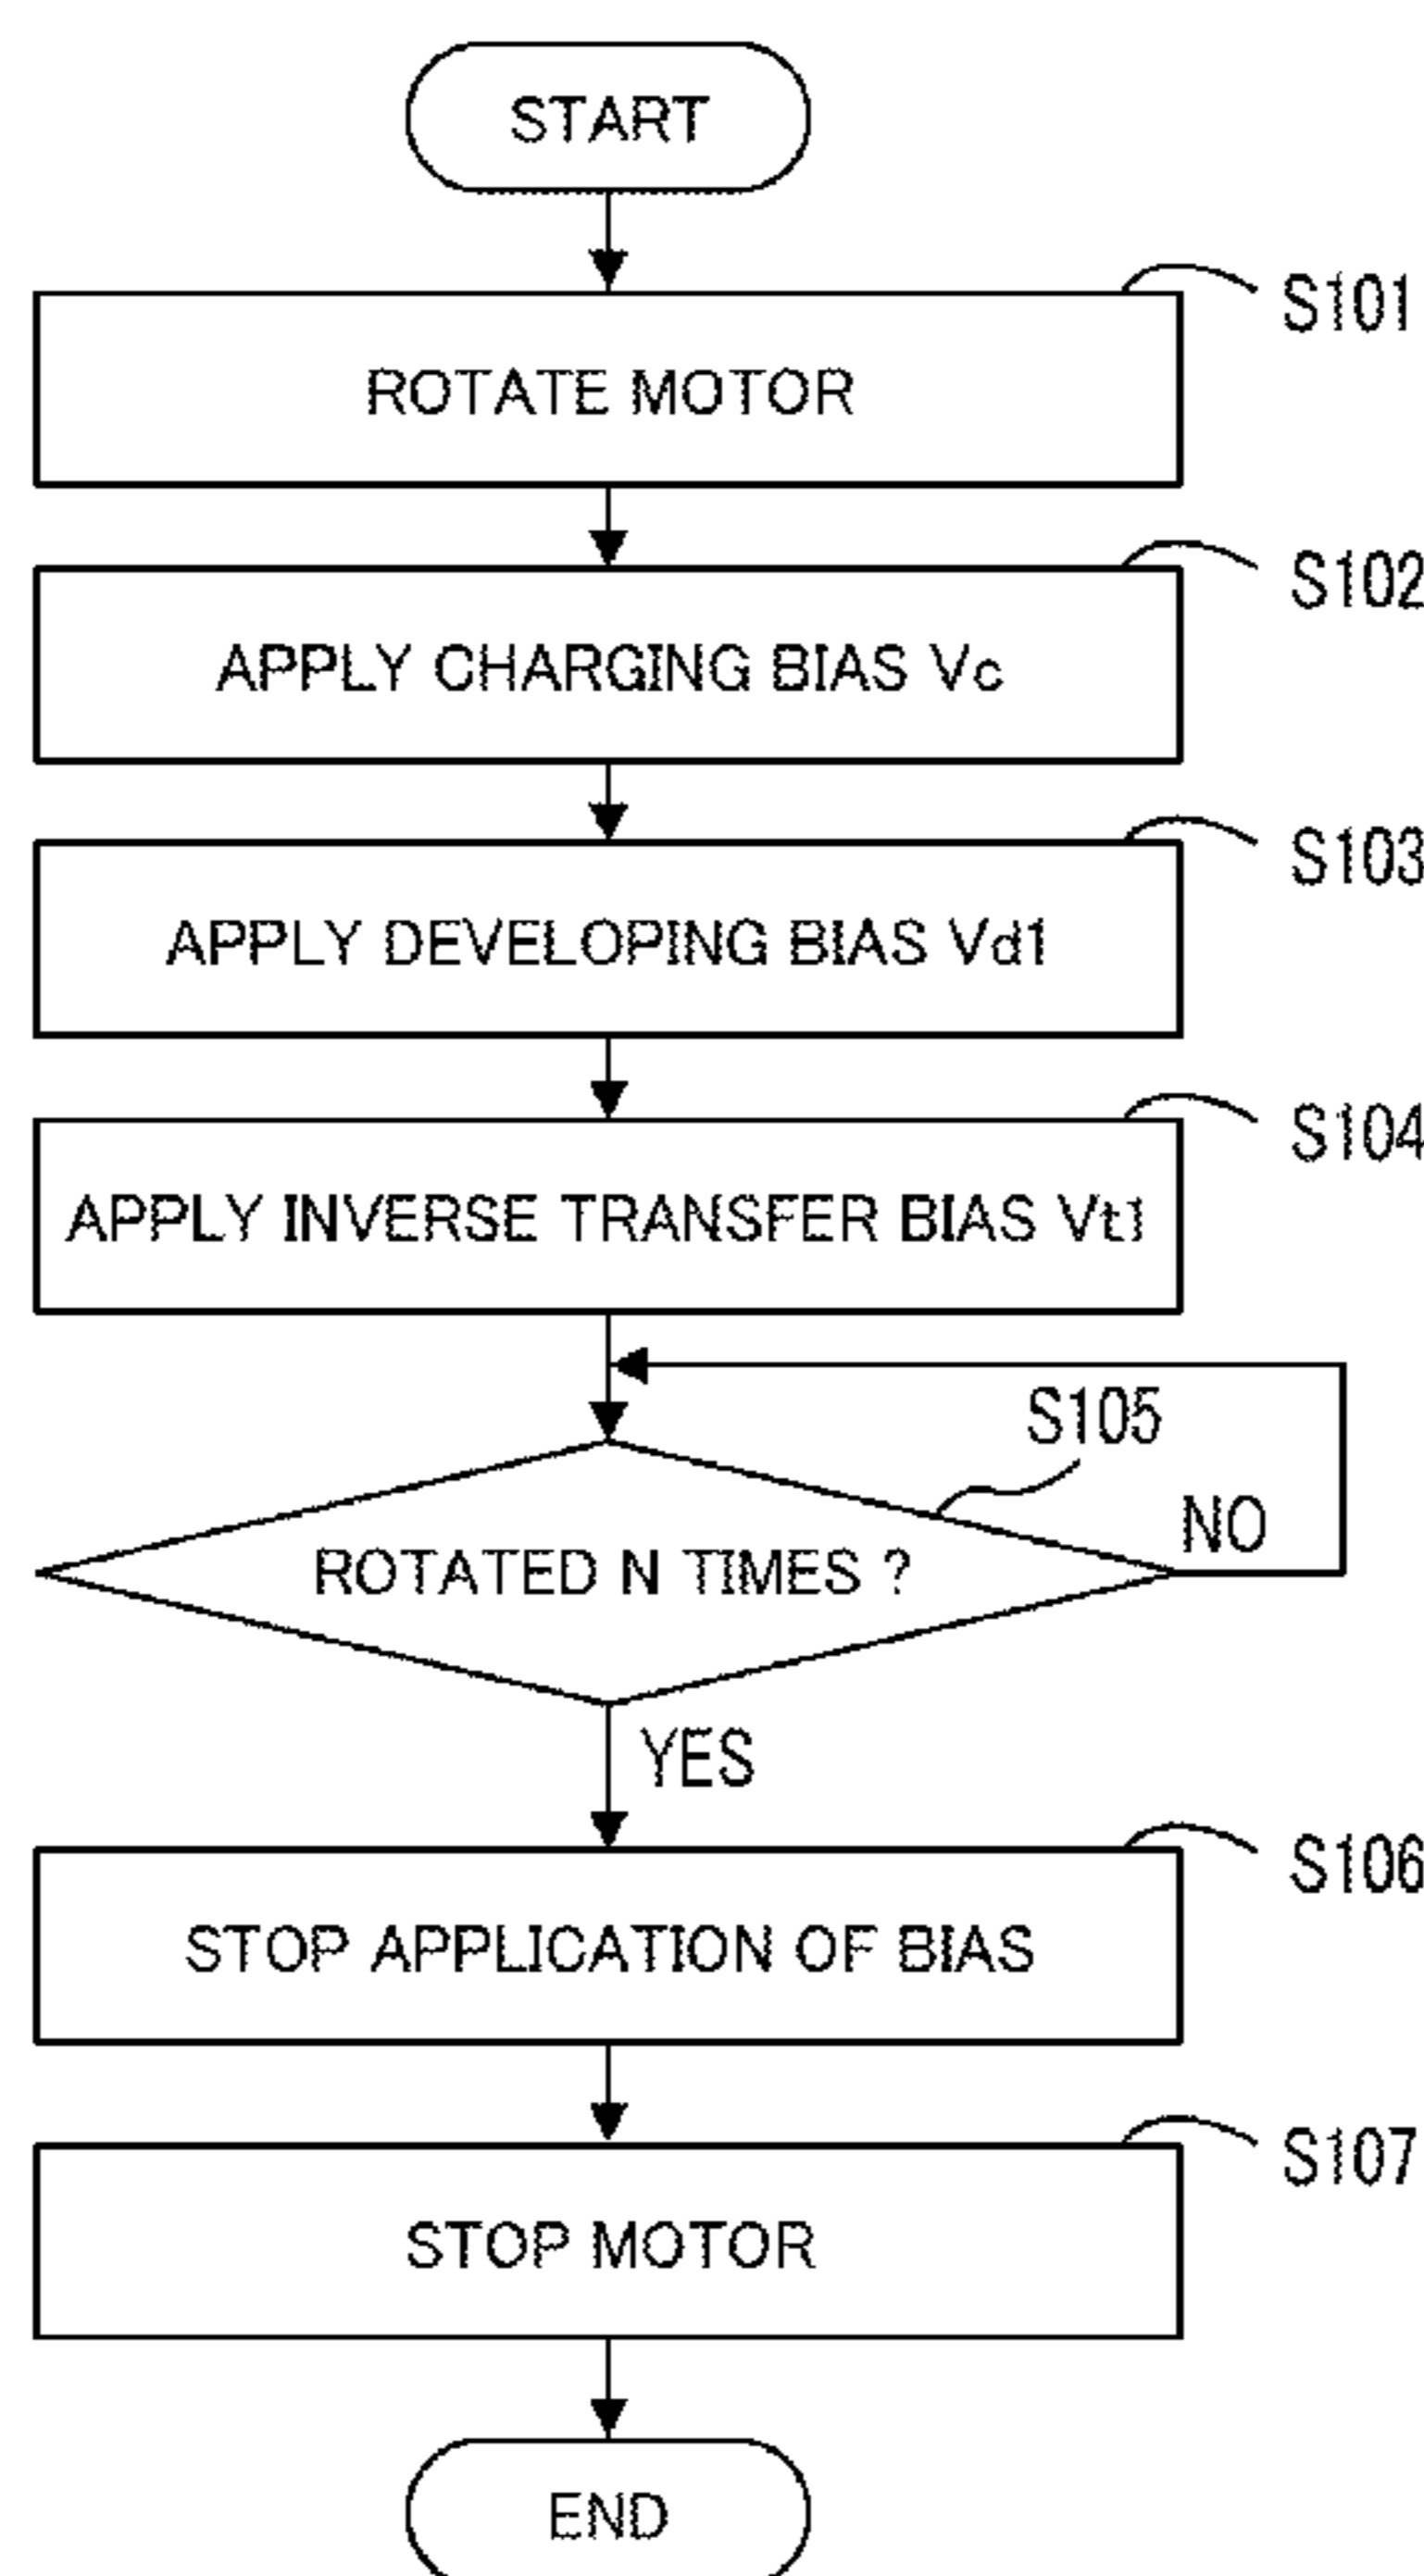 START
S101
ROTATE MOTOR
S102
APPLY CHARGING BIAS Vc
S103
APPLY DEVELOPING BIAS Vd1
S104
APPLY INVERSE TRANSFER BIAS Vt1
S105
NO
ROTATED N TIMES ?
YES
S106
STOP APPLICATION OF BIAS
S107
STOP MOTOR
END